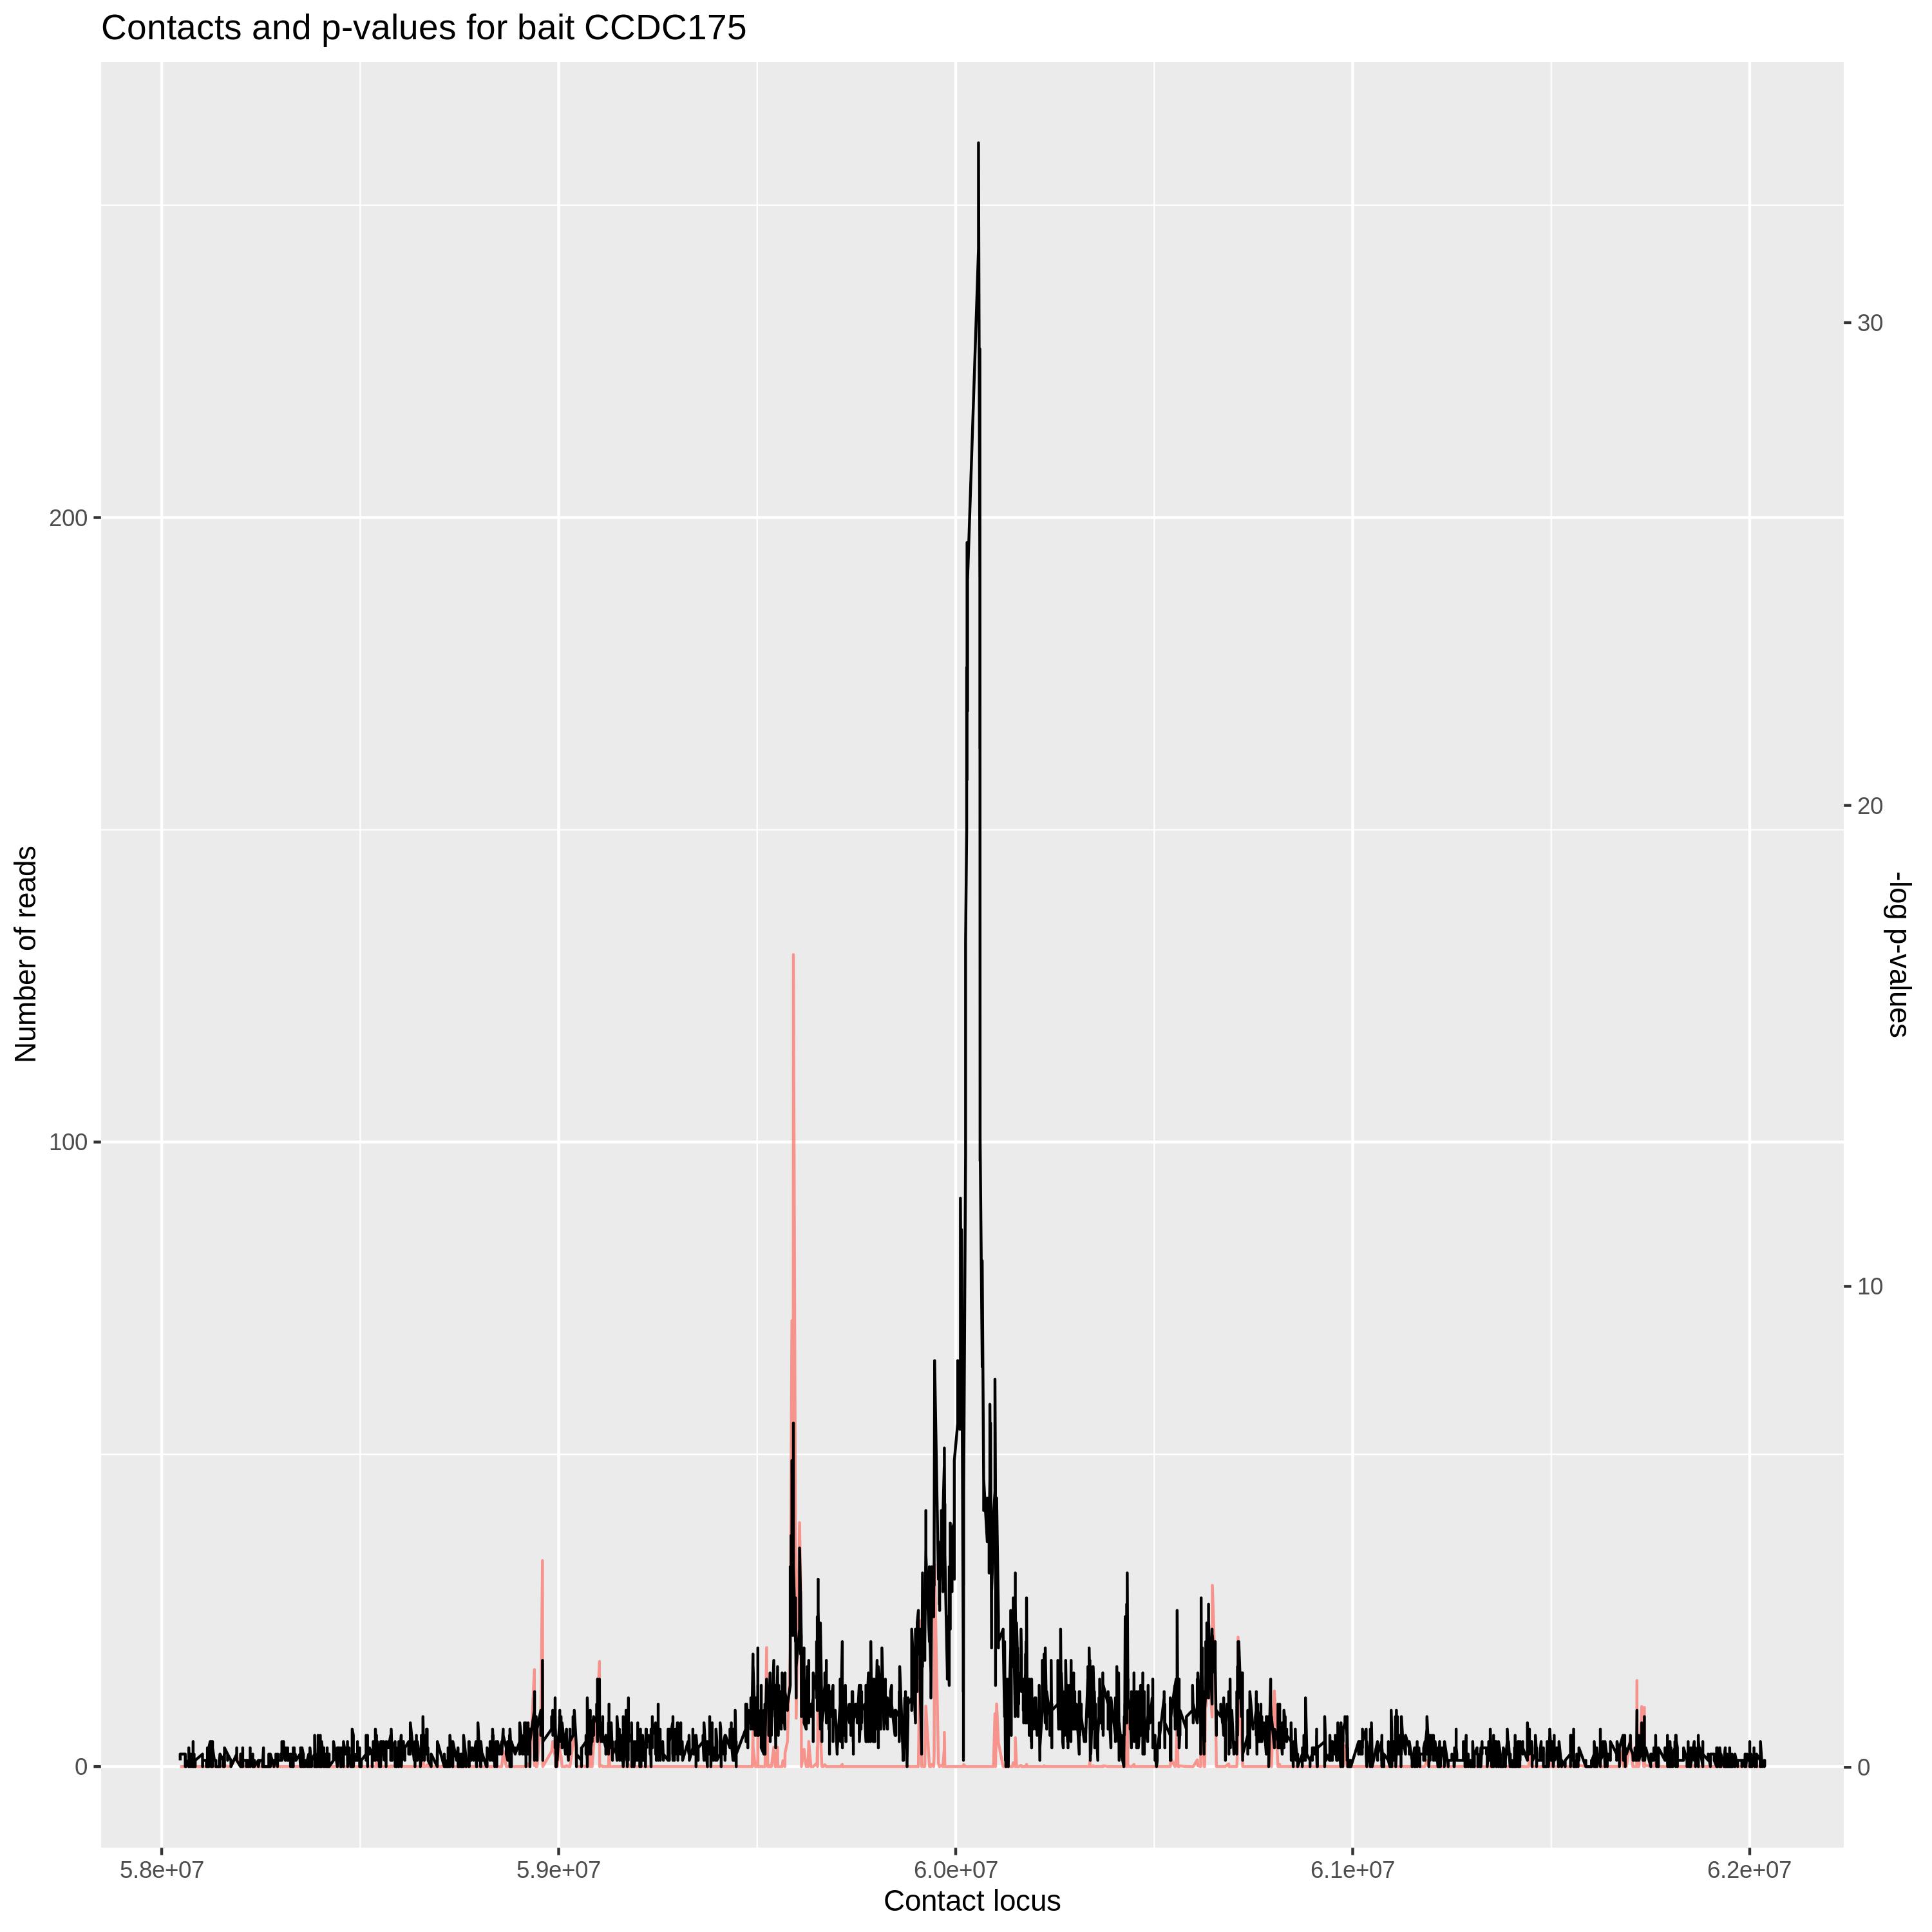 Contacts and p-values for bait CCDC175
Number of reads
200
100
0
30
20
10
0
-log p-values
5.8e+07
5.9e+07
6.0e+07
6.1e+07
6.2e+07
Contact locus